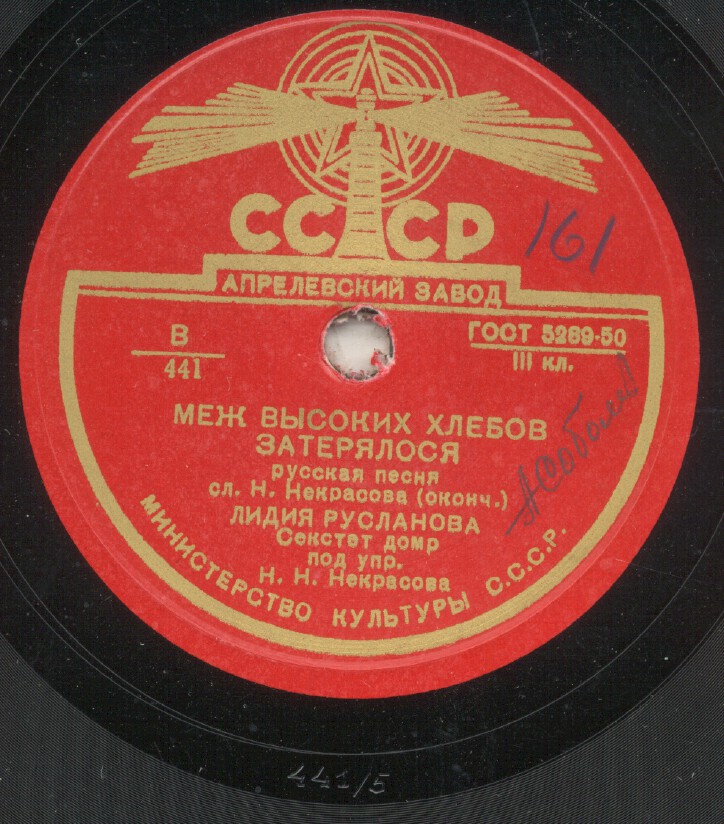 СССР
161
АПРЕЛЕВСКИЙ ЗАВОД
В
441
ГОСТ 5289-50
III кл.
МЕЖ ВЫСОКИХ ХЛЕБОВ
ЗАТЕРЯЛОСЯ
русская песня
сл. Н. Некрасова (оконч.)
ЛИДИЯ РУСЛАНОВА
Секстет домр
под упр.
Н. Н. Некрасова
МИНИСТЕРСТВО КУЛЬТУРЫ С.С.С.Р.
441/5